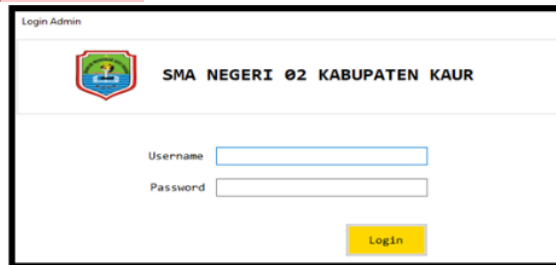 Login Admin
SMA NEGERI 02 KABUPATEN KAUR
Username
Password
Login